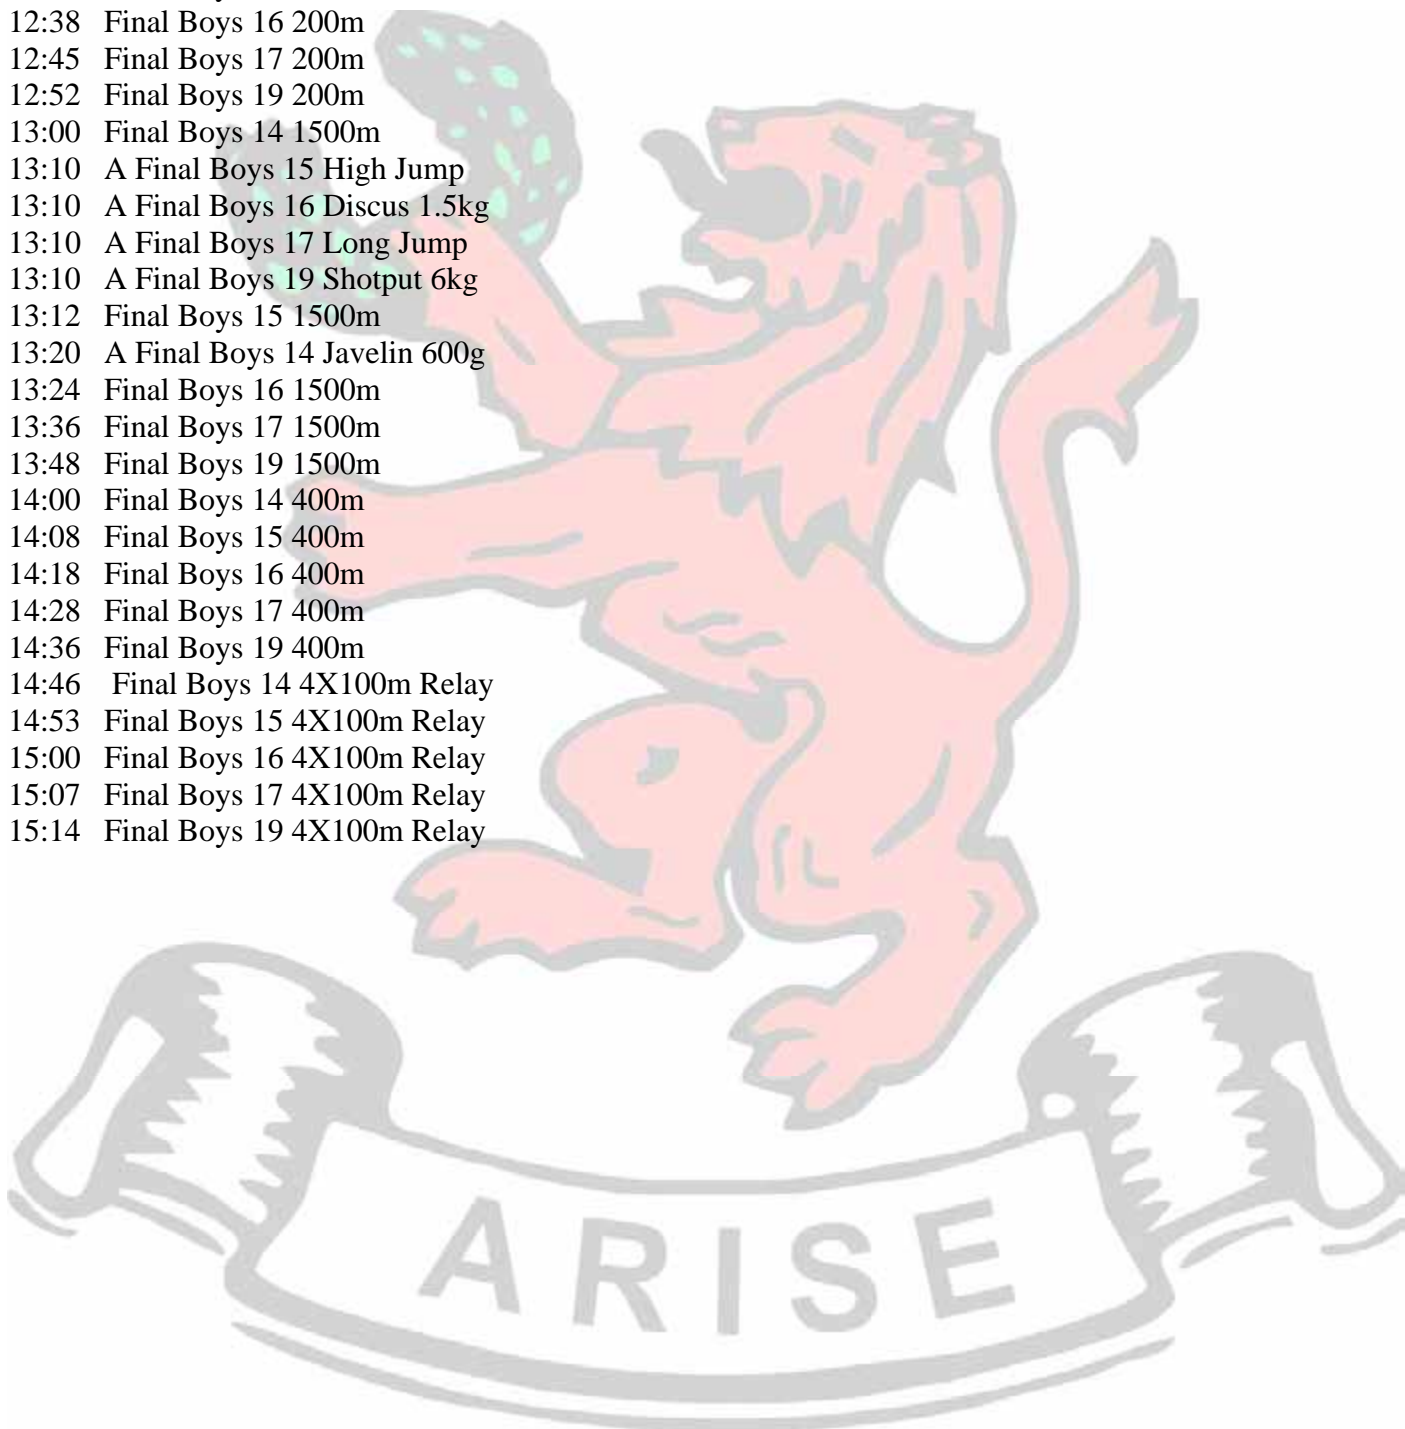 12:38 Final Boys 16 200m
12:45 Final Boys 17 200m
12:52 Final Boys 19 200m
13:00 Final Boys 14 1500m
13:10 A Final Boys 15 High Jump
13:10 A Final Boys 16 Discus 1.5kg
13:10 A Final Boys 17 Long Jump
13:10 A Final Boys 19 Shotput 6kg
13:12 Final Boys 15 1500m
13:20 A Final Boys 14 Javelin 600g
13:24 Final Boys 16 1500m
13:36 Final Boys 17 1500m
13:48 Final Boys 19 1500m
14:00 Final Boys 14 400m
14:08 Final Boys 15 400m
14:18 Final Boys 16 400m
14:28 Final Boys 17 400m
14:36 Final Boys 19 400m
14:46 Final Boys 14 4X100m Relay
14:53 Final Boys 15 4X100m Relay
15:00 Final Boys 16 4X100m Relay
15:07 Final Boys 17 4X100m Relay
15:14 Final Boys 19 4X100m Relay
ARISE